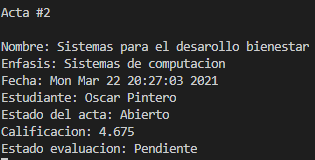 Acta #2
Nombre: Sistemas para el desarollo bienestar
Enfasis: Sistemas de computacion
Fecha: Mon Mar 22 20:27:03 2021
Estudiante: Oscar Pintero
Estado del acta: Abierto
Calificacion: 4.675
Estado evaluacion: Pendiente